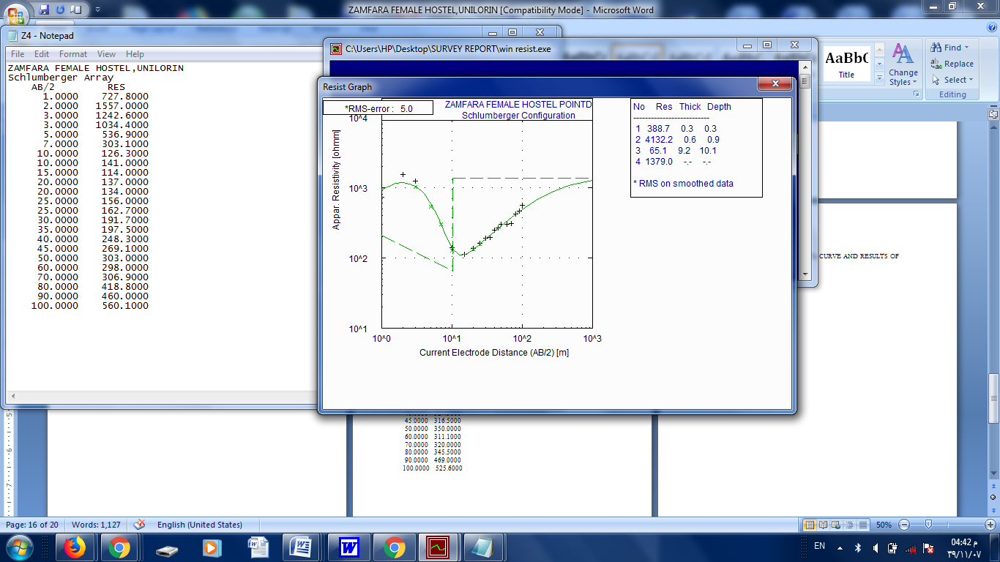 ZAMFARA FEMALE HOSTEL,UNILORIN [Compatibility Mode] - Microsoft Word
Z4 - Notepad
File Edit Format View Help
ZAMFARA FEMALE HOSTEL,UNILORIN
Schlumberger Array
AB/2 RES
1.0000 727.8000
2.0000 1557.0000
3.0000 1242.6000
3.0000 1034.4000
5.0000 536.9000
7.0000 303.1000
10.0000 126.3000
10.0000 141.0000
15.0000 114.0000
20.0000 137.0000
20.0000 134.0000
25.0000 156.0000
25.0000 162.7000
30.0000 191.7000
35.0000 197.5000
40.0000 248.3000
45.0000 269.1000
50.0000 303.0000
60.0000 298.0000
70.0000 306.9000
80.0000 418.8000
90.0000 460.0000
100.0000 560.1000
C:\Users\HP\Desktop\SURVEY REPORT\win resist.exe
Resist Graph
*RMS-error : 5.0
ZAMFARA FEMALE HOSTEL POINTD
Schlumberger Configuration
10^4
10^3
10^2
10^1
Appar. Resistivity [ohmm]
10^0 10^1 10^2 10^3
Current Electrode Distance (AB/2) [m]
No Res Thick Depth
--------------------------
1 388.7 0.3 0.3
2 4132.2 0.6 0.9
3 65.1 9.2 10.1
4 1379.0 -.- -.-
* RMS on smoothed data
AaBbC
Title
Change
Styles
Find
Replace
Select
Editing
CURVE AND RESULTS OF
45.0000 316.5000
50.0000 350.0000
60.0000 311.1000
70.0000 320.0000
80.0000 345.5000
90.0000 469.0000
100.0000 525.6000
Page: 16 of 20 Words: 1,127 English (United States) 50%
EN
04:42 م
٣٩/١١/٠٧